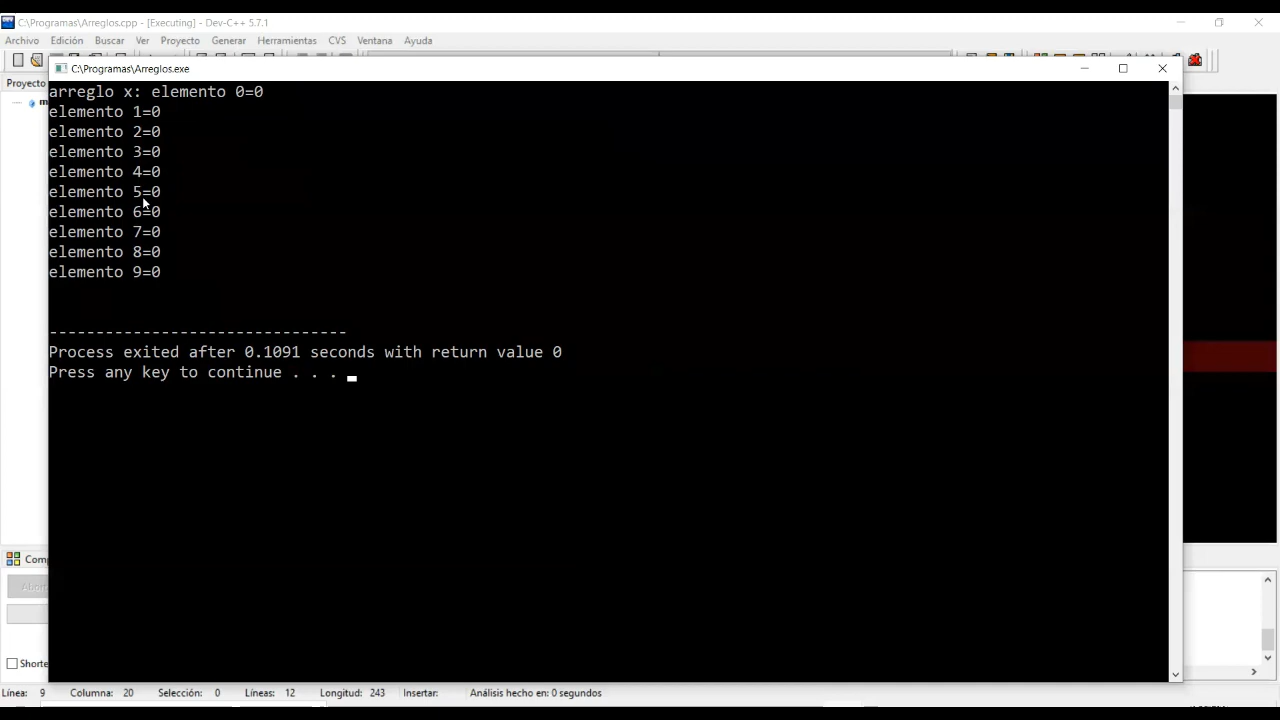 C:\Programas\Arreglos.cpp - [Executing] - Dev-C++ 5.7.1
Archivo Edición Buscar Ver Proyecto Generar Herramientas CVS Ventana Ayuda
C:\Programas\Arreglos.exe
Proyecto
arreglo x: elemento 0=0
elemento 1=0
elemento 2=0
elemento 3=0
elemento 4=0
elemento 5=0
elemento 6=0
elemento 7=0
elemento 8=0
elemento 9=0
--------------------------------
Process exited after 0.1091 seconds with return value 0
Press any key to continue . . .
Comp
Abor
Shorte
Línea: 9 Columna: 20 Selección: 0 Líneas: 12 Longitud: 243 Insertar: Análisis hecho en: 0 segundos